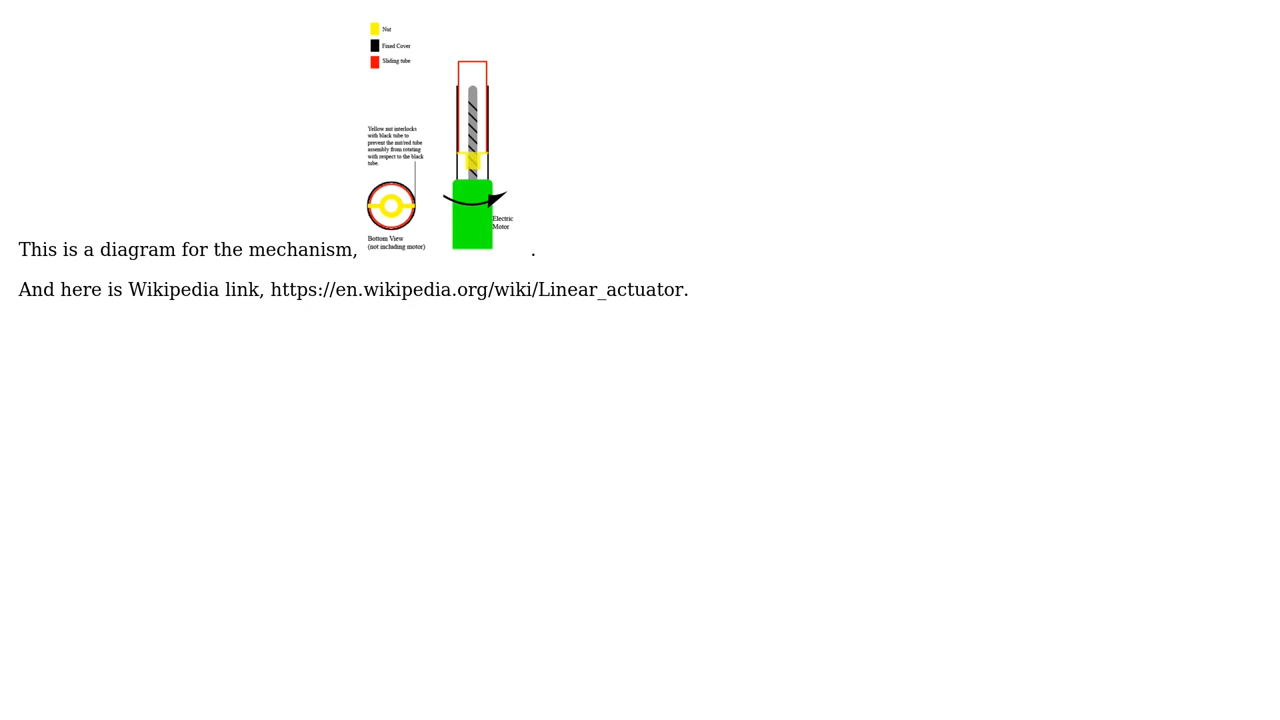 Nut
Fixed Cover
Sliding tube
Yellow nut interlocks
with black tube to
prevent the nut/red tube
assembly from rotating
with respect to the black
tube.
Electric
Motor
Bottom View
(not including motor)
This is a diagram for the mechanism, .
And here is Wikipedia link, https://en.wikipedia.org/wiki/Linear_actuator.